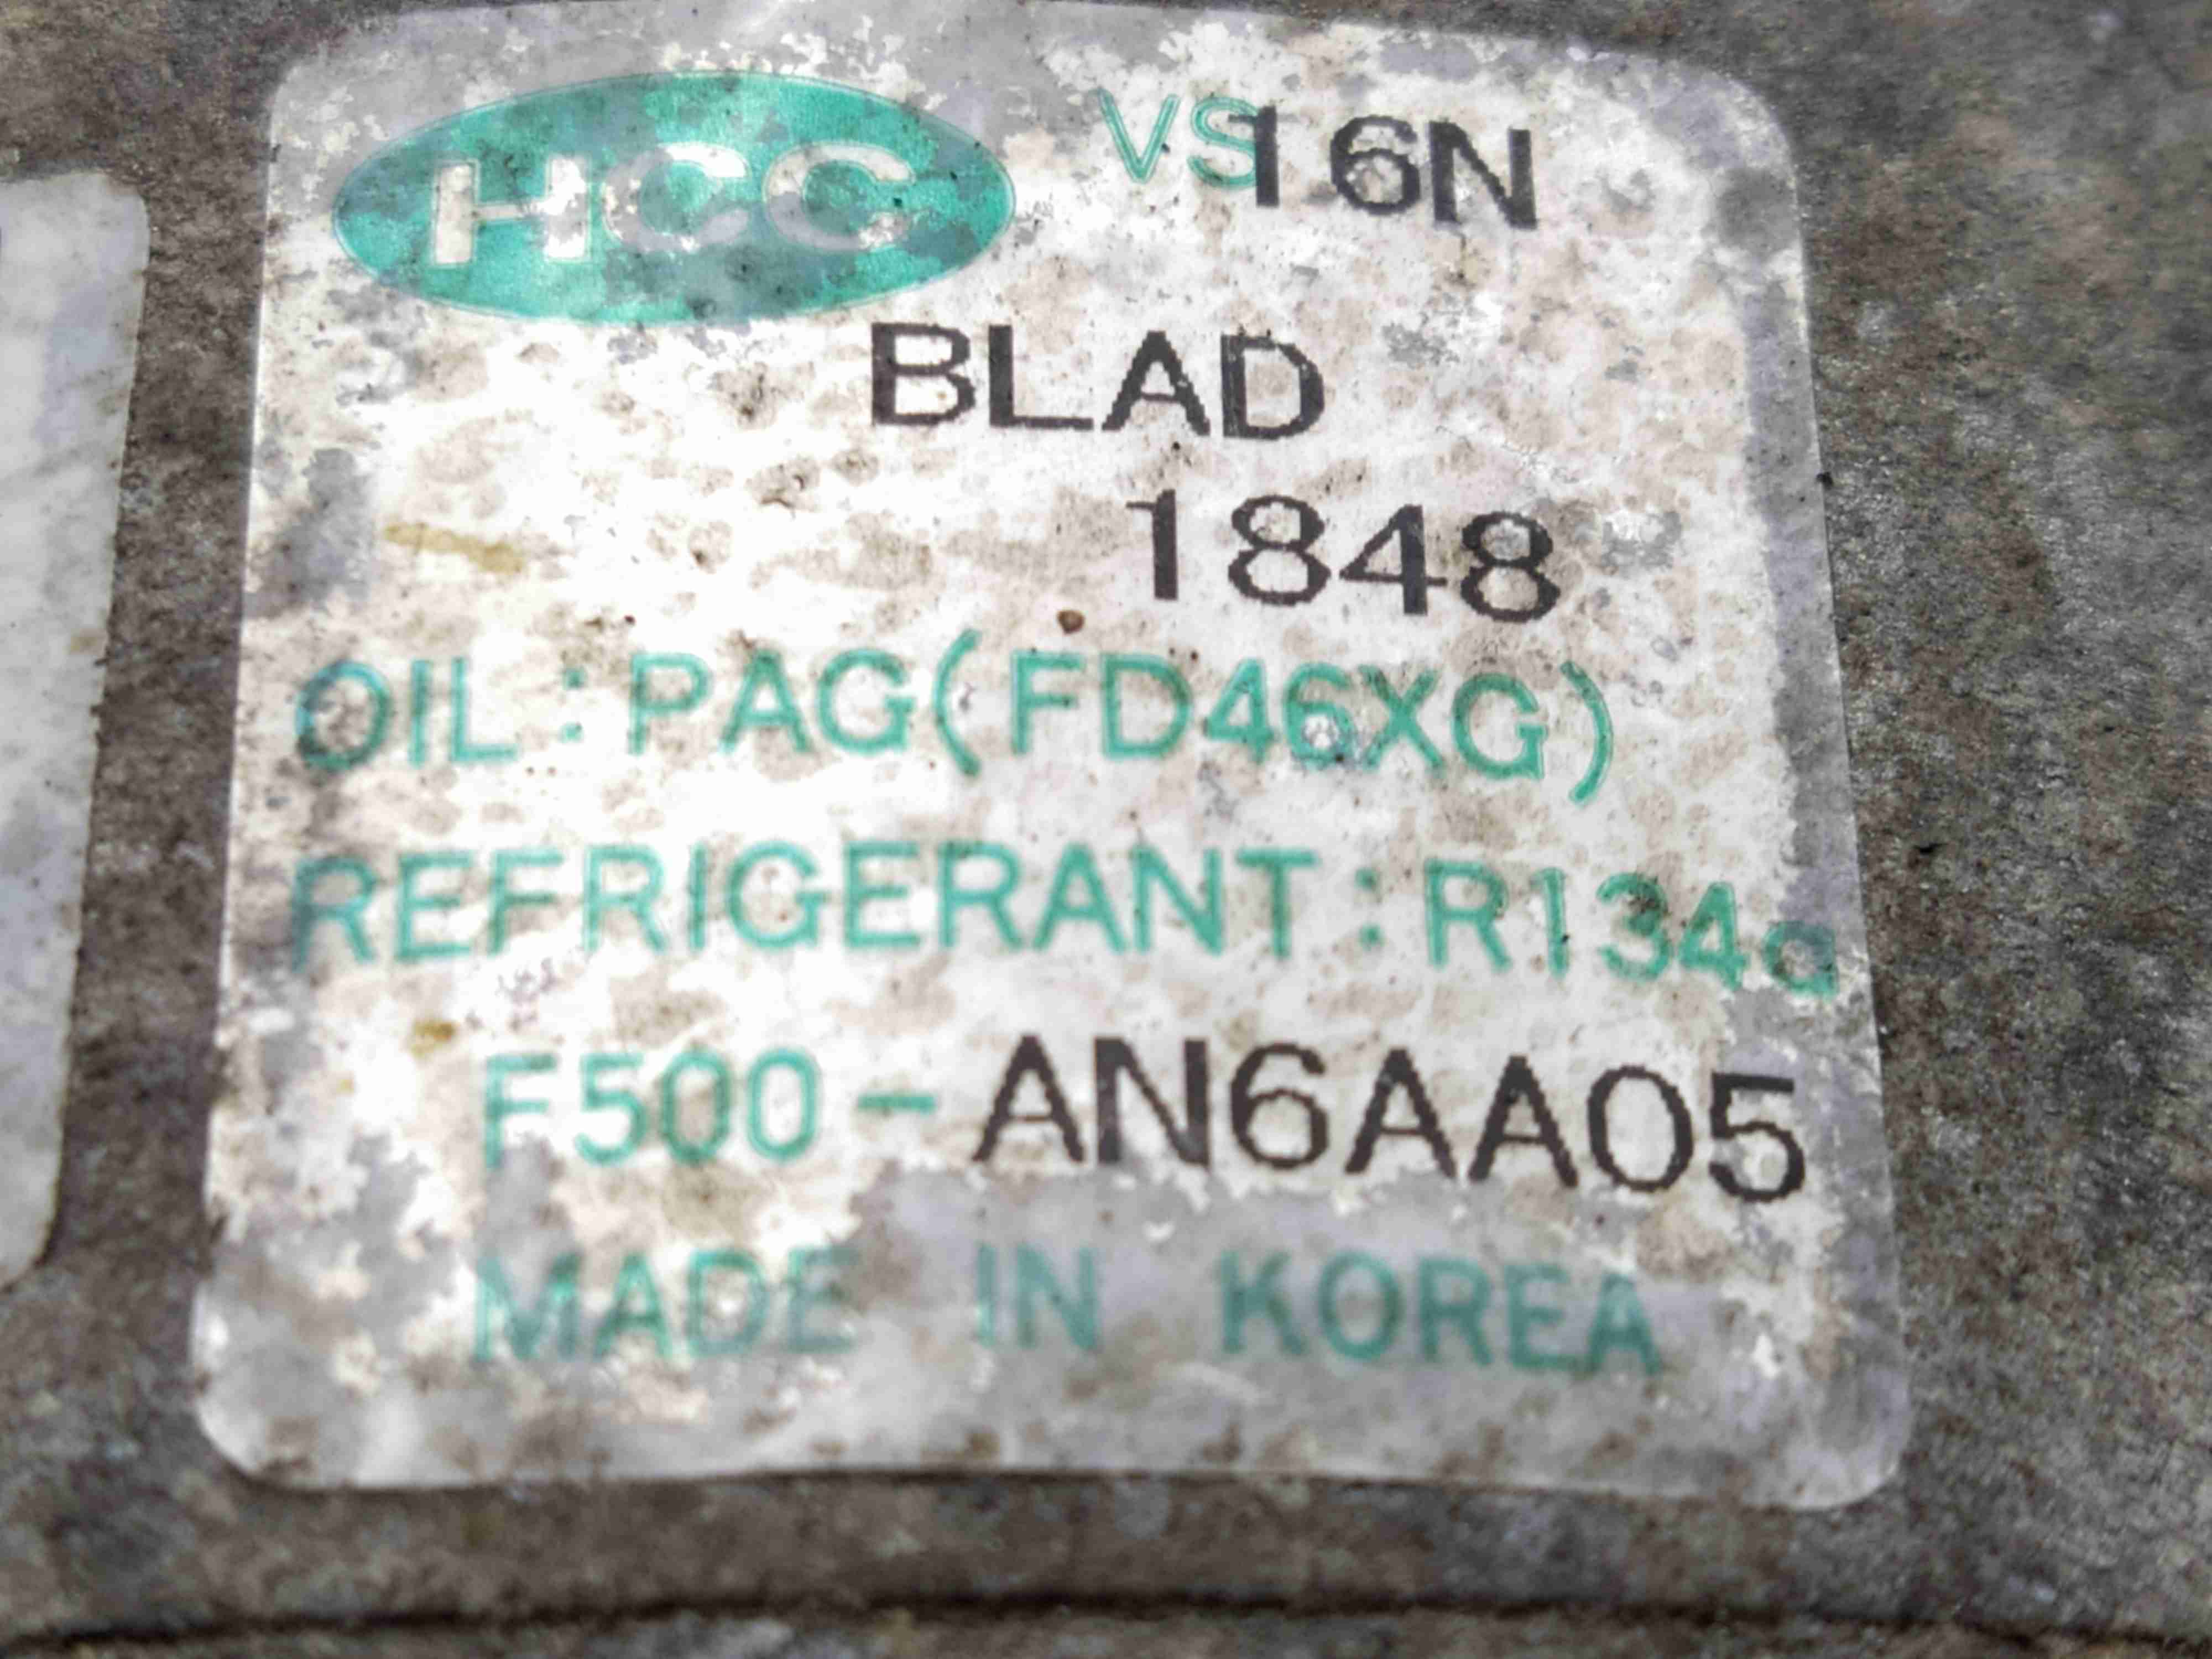 HCC VS16N
BLAD
1848
OIL : PAG(FD46XG)
REFRIGERANT : R134a
F500-AN6AA05
MADE IN KOREA